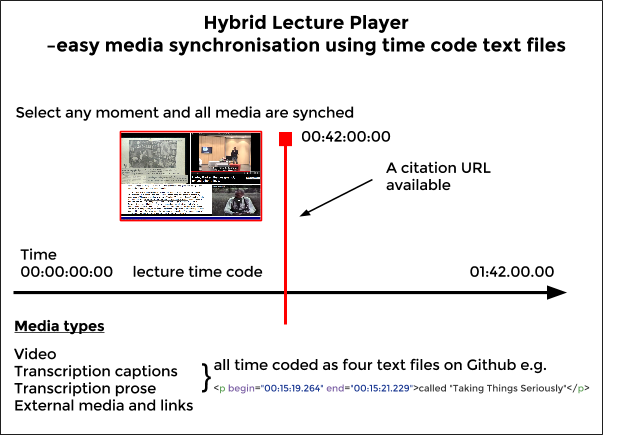 Hybrid Lecture Player
–easy media synchronisation using time code text files
Select any moment and all media are synched
00:42:00:00
A citation URL
available
Time
00:00:00:00 lecture time code 01:42.00.00
Media types
Video
Transcription captions
Transcription prose
External media and links
} all time coded as four text files on Github e.g.
<p begin="00:15:19.264" end="00:15:21.229">called "Taking Things Seriously"</p>